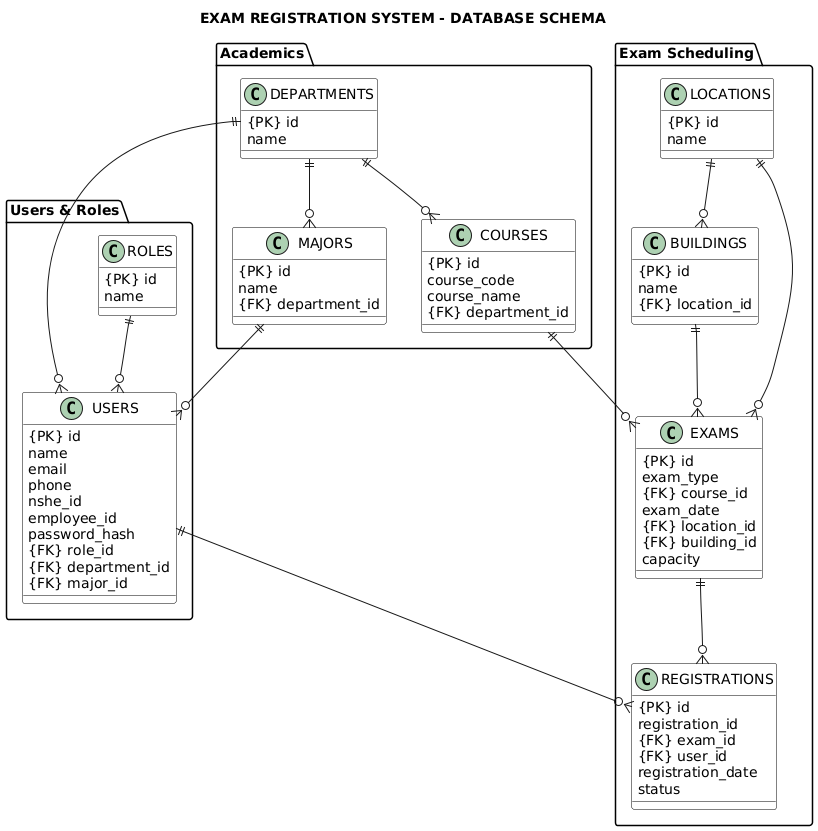 EXAM REGISTRATION SYSTEM - DATABASE SCHEMA
Academics
C DEPARTMENTS
{PK} id
name
C MAJORS
{PK} id
name
{FK} department_id
C COURSES
{PK} id
course_code
course_name
{FK} department_id
Users & Roles
C ROLES
{PK} id
name
C USERS
{PK} id
name
email
phone
nshe_id
employee_id
password_hash
{FK} role_id
{FK} department_id
{FK} major_id
Exam Scheduling
C LOCATIONS
{PK} id
name
C BUILDINGS
{PK} id
name
{FK} location_id
C EXAMS
{PK} id
exam_type
{FK} course_id
exam_date
{FK} location_id
{FK} building_id
capacity
C REGISTRATIONS
{PK} id
registration_id
{FK} exam_id
{FK} user_id
registration_date
status